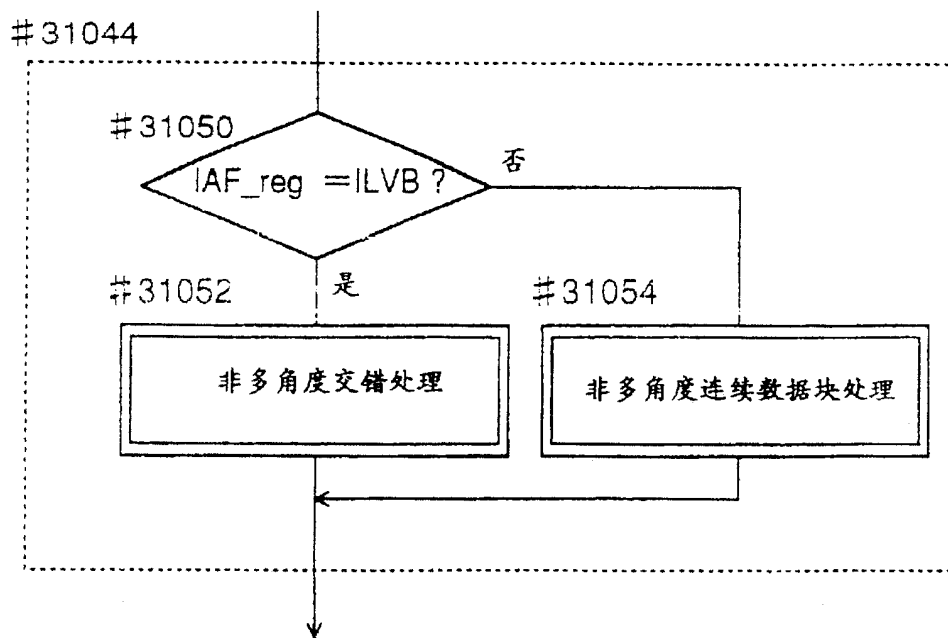 #31044
#31050
IAF_reg =ILVB ?
否
是
#31052
#31054
非多角度交错处理
非多角度连续数据块处理